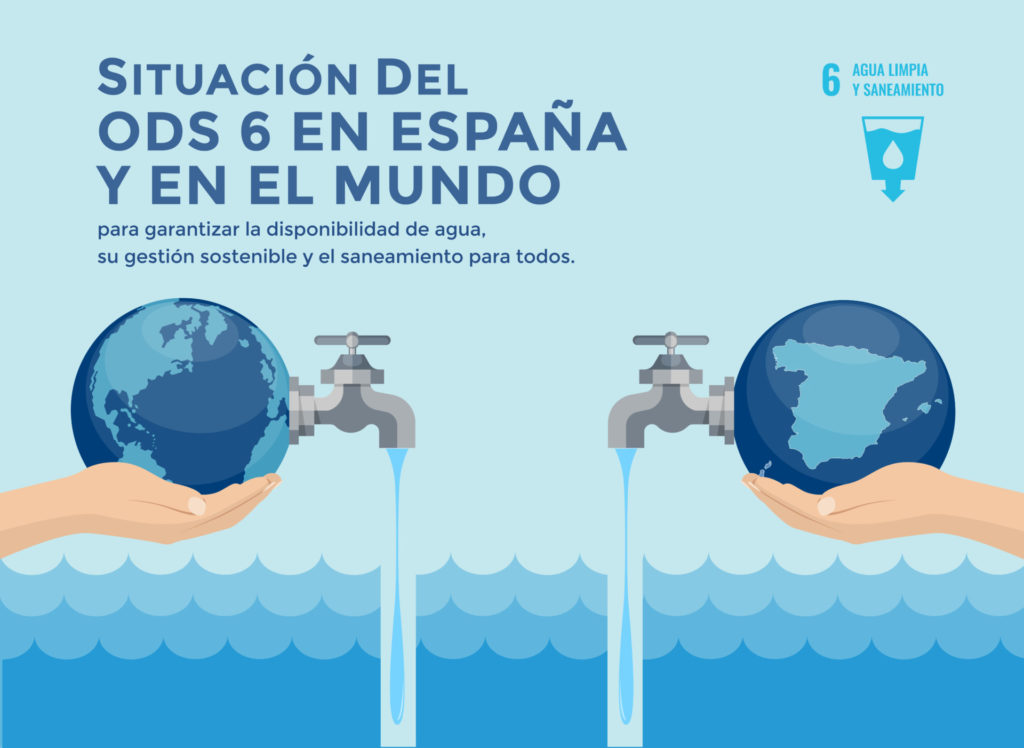 SITUACIÓN DEL
ODS 6 EN ESPAÑA
Y EN EL MUNDO
para garantizar la disponibilidad de agua,
su gestión sostenible y el saneamiento para todos.
6 AGUA LIMPIA
Y SANEAMIENTO